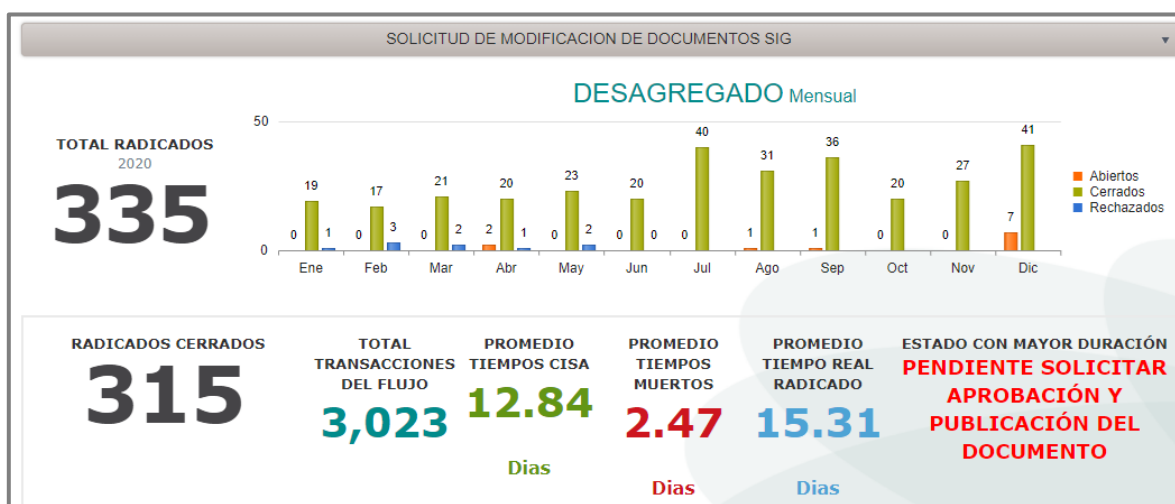 SOLICITUD DE MODIFICACION DE DOCUMENTOS SIG
DESAGREGADO Mensual
TOTAL RADICADOS
2020
335
50
0
0 19 1
0 17 3
0 21 2
2 20 1
0 23 2
0 20 0
0 40
1 31
1 36
0 20
0 27
7 41
Ene Feb Mar Abr May Jun Jul Ago Sep Oct Nov Dic
Abiertos
Cerrados
Rechazados
RADICADOS CERRADOS
315
TOTAL
TRANSACCIONES
DEL FLUJO
3,023
PROMEDIO
TIEMPOS CISA
12.84
Dias
PROMEDIO
TIEMPOS
MUERTOS
2.47
Dias
PROMEDIO
TIEMPO REAL
RADICADO
15.31
Dias
ESTADO CON MAYOR DURACIÓN
PENDIENTE SOLICITAR
APROBACIÓN Y
PUBLICACIÓN DEL
DOCUMENTO